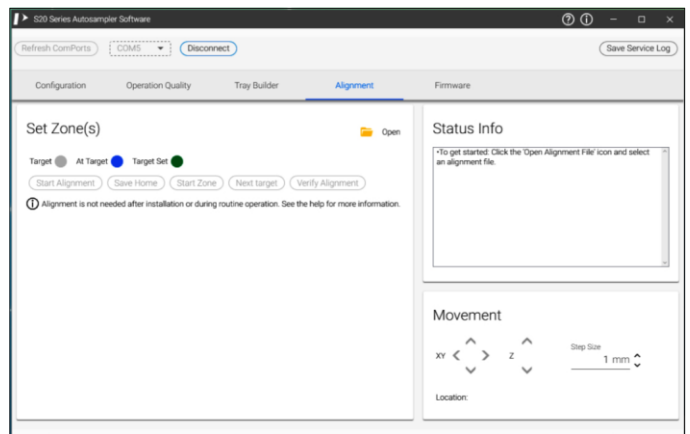 S20 Series Autosampler Software
Refresh ComPorts COM5 Disconnect Save Service Log
Configuration Operation Quality Tray Builder Alignment Firmware
Set Zone(s)
Open
Target At Target Target Set
Start Alignment Save Home Start Zone Next target Verify Alignment
Alignment is not needed after installation or during routine operation. See the help for more information.
Status Info
•To get started: Click the 'Open Alignment File' icon and select
an alignment file.
Movement
XY Z Step Size
1 mm
Location: